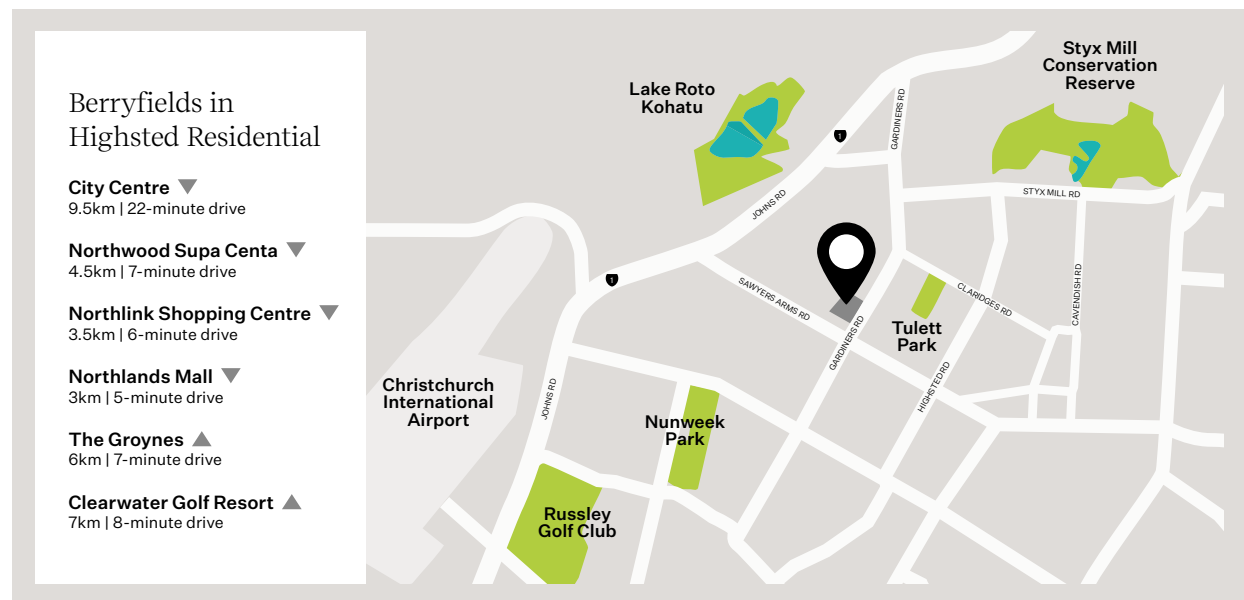 Berryfields in
Highsted Residential
City Centre
9.5km | 22-minute drive
Northwood Supa Centa
4.5km | 7-minute drive
Northlink Shopping Centre
3.5km | 6-minute drive
Northlands Mall
3km | 5-minute drive
The Groynes
6km | 7-minute drive
Clearwater Golf Resort
7km | 8-minute drive
Lake Roto
Kohatu
Styx Mill
Conservation
Reserve
GARDINERS RD
1
JOHNS RD
STYX MILL RD
1
SAWYERS ARMS RD
CLARIDGES RD
CAVENDISH RD
Tulett
Park
GARDINERS RD
HIGHSTED RD
JOHNS RD
Christchurch
International
Airport
Nunweek
Park
Russley
Golf Club